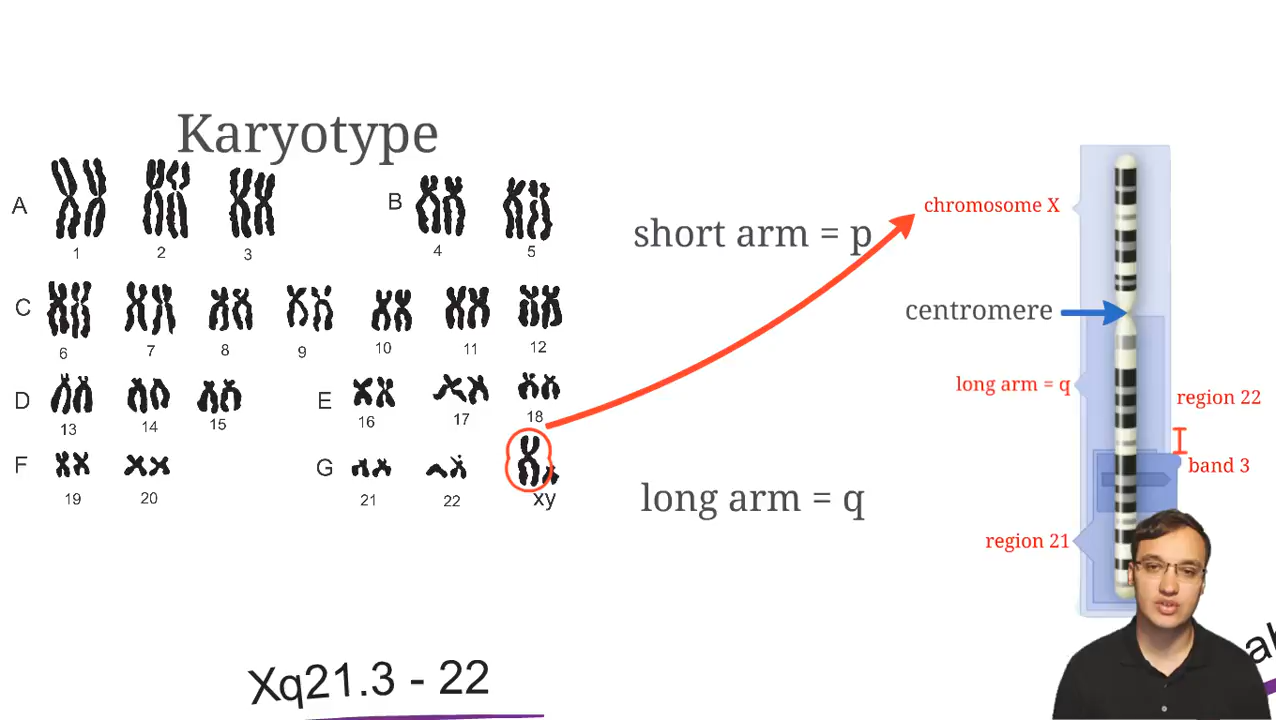 Karyotype
A
B
1
2
3
4
5
C
6
7
8
9
10
11
12
D
E
13
14
15
16
17
18
F
G
19
20
21
22
xy
short arm = p
long arm = q
chromosome X
centromere
long arm = q
region 22
band 3
region 21
Xq21.3 - 22